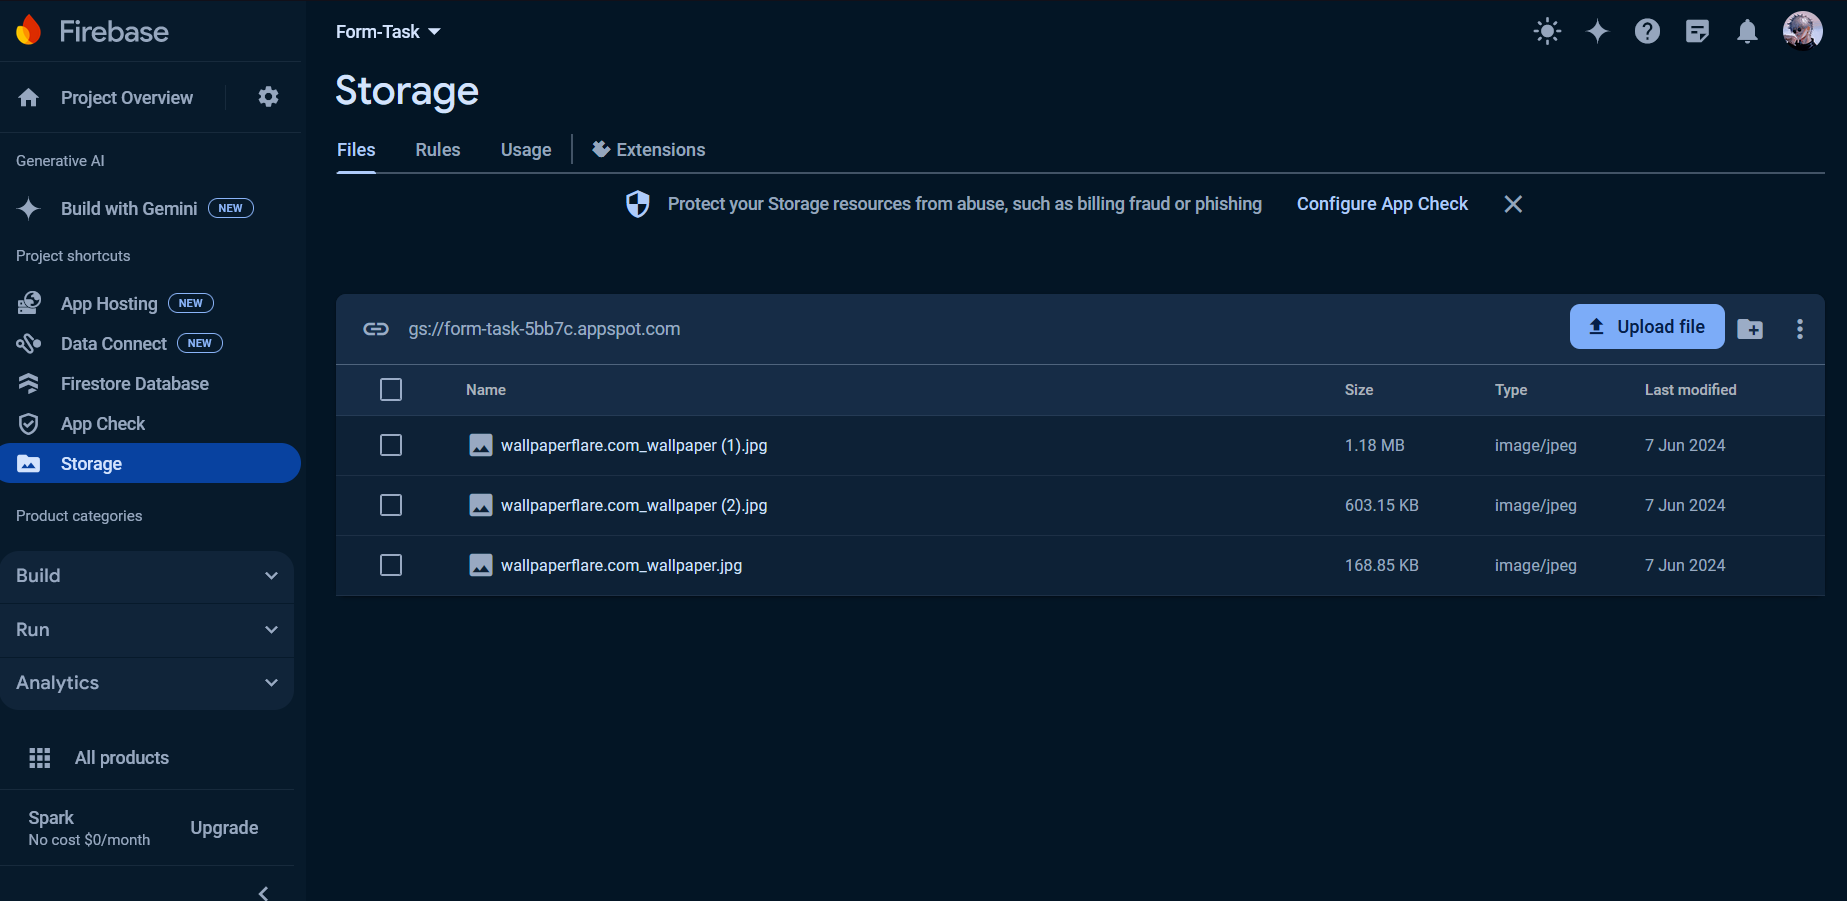 Firebase
Project Overview
Generative AI
Build with Gemini NEW
Project shortcuts
App Hosting NEW
Data Connect NEW
Firestore Database
App Check
Storage
Product categories
Build
Run
Analytics
All products
Spark
No cost $0/month
Upgrade
Form-Task
Storage
Files Rules Usage Extensions
Protect your Storage resources from abuse, such as billing fraud or phishing Configure App Check
gs://form-task-5bb7c.appspot.com Upload file
Name Size Type Last modified
wallpaperflare.com_wallpaper (1).jpg 1.18 MB image/jpeg 7 Jun 2024
wallpaperflare.com_wallpaper (2).jpg 603.15 KB image/jpeg 7 Jun 2024
wallpaperflare.com_wallpaper.jpg 168.85 KB image/jpeg 7 Jun 2024